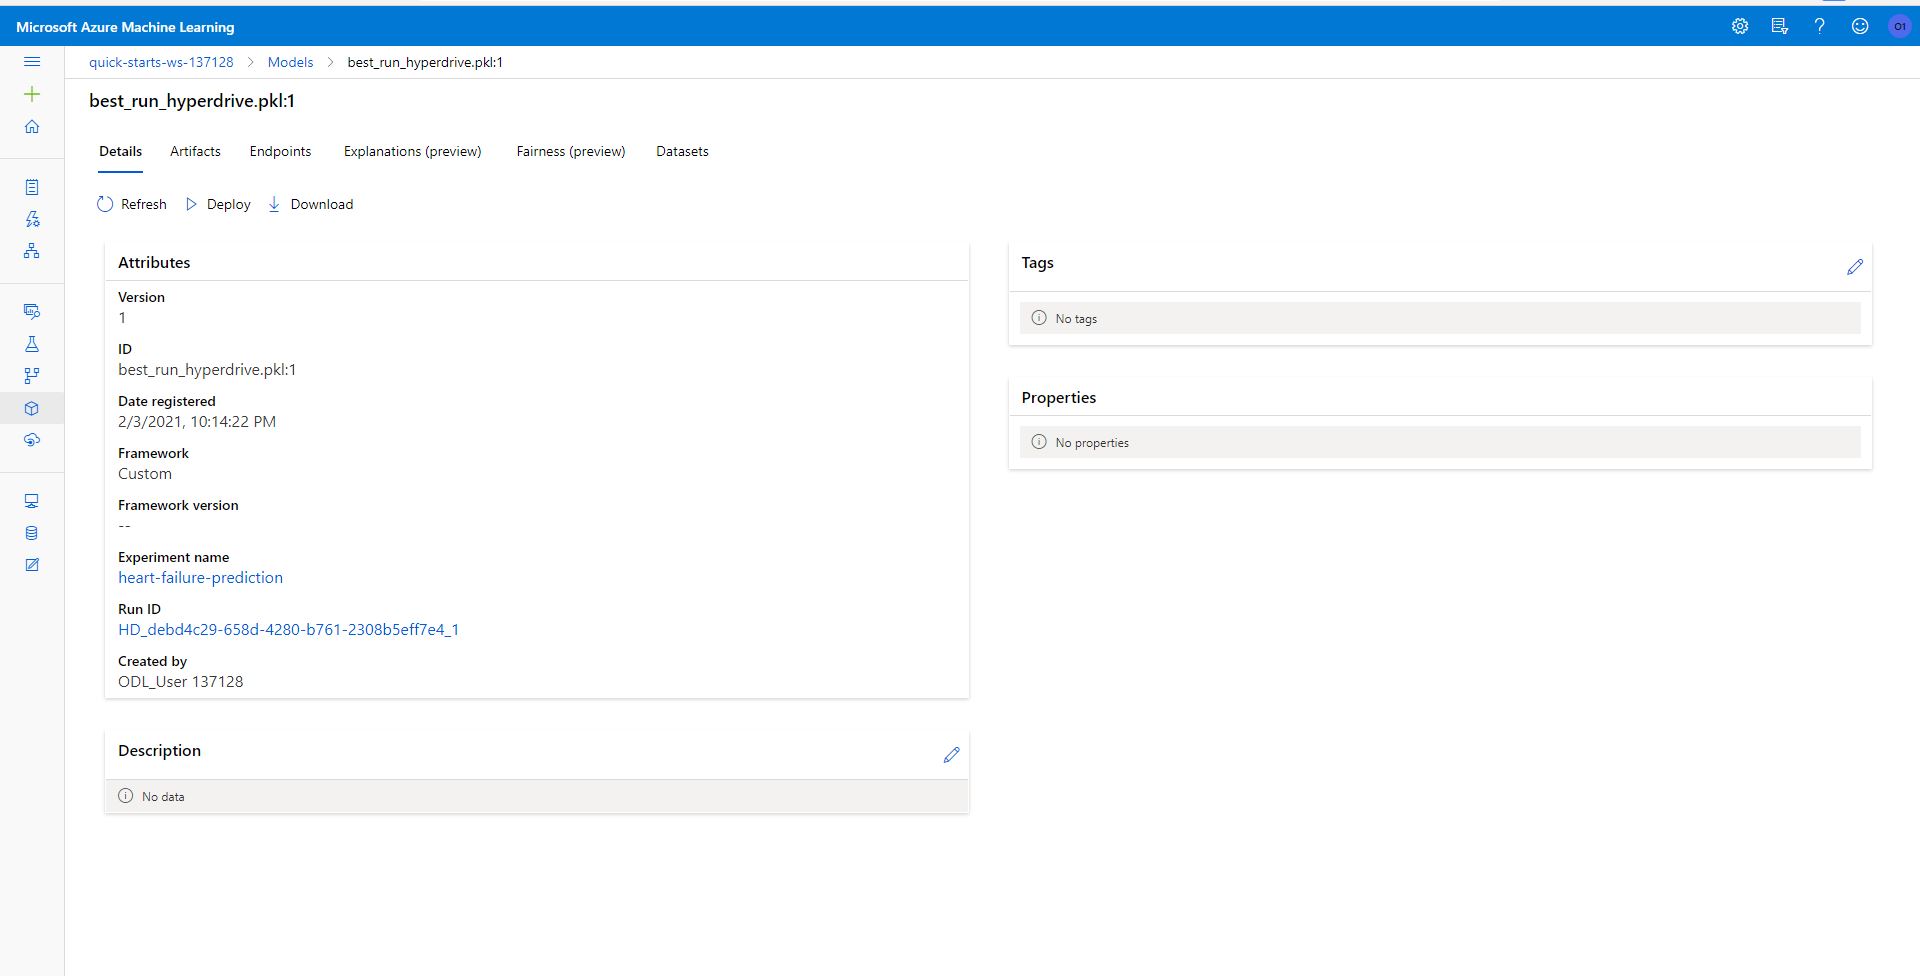 Microsoft Azure Machine Learning
O1
quick-starts-ws-137128 > Models > best_run_hyperdrive.pkl:1
best_run_hyperdrive.pkl:1
Details Artifacts Endpoints Explanations (preview) Fairness (preview) Datasets
Refresh Deploy Download
Attributes
Version
1
ID
best_run_hyperdrive.pkl:1
Date registered
2/3/2021, 10:14:22 PM
Framework
Custom
Framework version
--
Experiment name
heart-failure-prediction
Run ID
HD_debd4c29-658d-4280-b761-2308b5eff7e4_1
Created by
ODL_User 137128
Description
No data
Tags
No tags
Properties
No properties